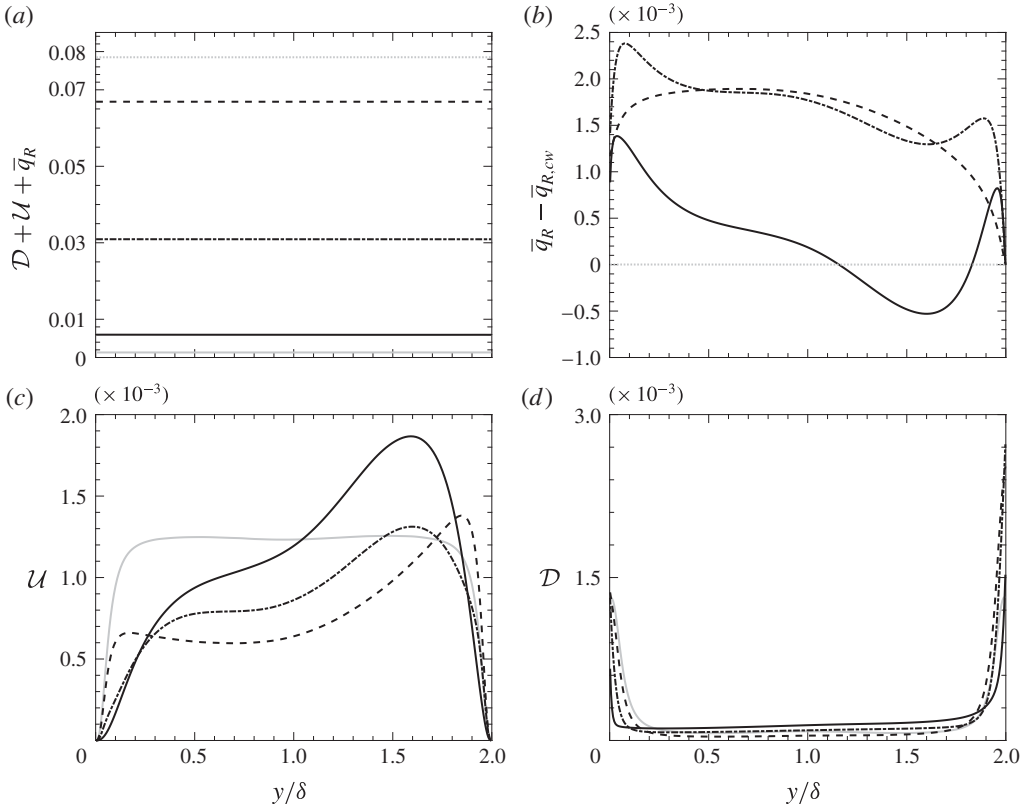 (a)
0.08
0.07
0.05
0.03
0.01
0
𝒟 + 𝒰 + q̅_R
(b) (× 10⁻³)
2.5
2.0
1.5
1.0
0.5
0
−0.5
−1.0
q̅_R − q̅_{R,cw}
(c) (× 10⁻³)
2.0
1.5
1.0
0.5
0 0.5 1.0 1.5 2.0
𝒰
y/δ
(d) (× 10⁻³)
3.0
1.5
0 0.5 1.0 1.5 2.0
𝒟
y/δ